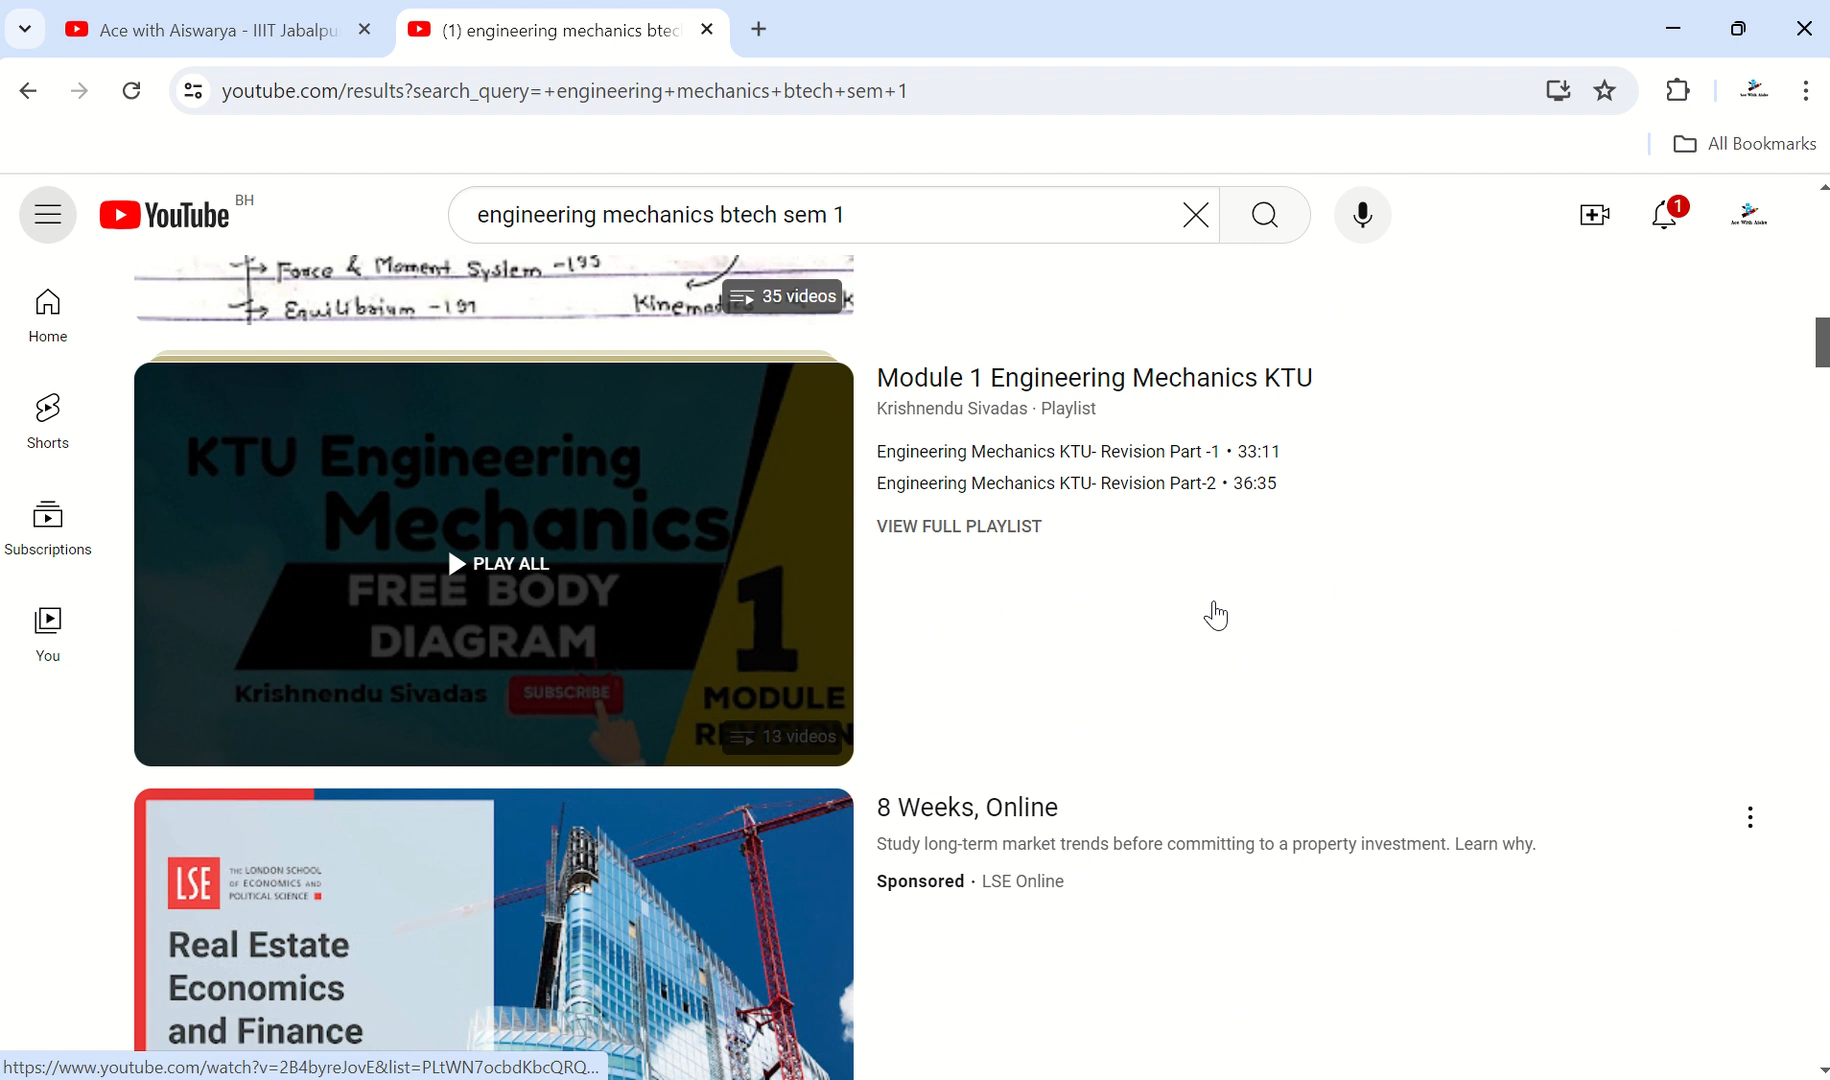 Ace with Aiswarya - IIIT Jabalpu
(1) engineering mechanics btec
youtube.com/results?search_query=+engineering+mechanics+btech+sem+1
All Bookmarks
YouTube BH
engineering mechanics btech sem 1
1
Home
Shorts
Subscriptions
You
Force & Moment System -195
Equilibrium -197
35 videos
KTU Engineering
Mechanics
FREE BODY
DIAGRAM
PLAY ALL
Krishnendu Sivadas
SUBSCRIBE
1
MODULE
13 videos
Module 1 Engineering Mechanics KTU
Krishnendu Sivadas · Playlist
Engineering Mechanics KTU- Revision Part -1 • 33:11
Engineering Mechanics KTU- Revision Part-2 • 36:35
VIEW FULL PLAYLIST
LSE
THE LONDON SCHOOL
OF ECONOMICS AND
POLITICAL SCIENCE
Real Estate
Economics
and Finance
8 Weeks, Online
Study long-term market trends before committing to a property investment. Learn why.
Sponsored · LSE Online
https://www.youtube.com/watch?v=2B4byreJovE&list=PLtWN7ocbdKbcQRQ...